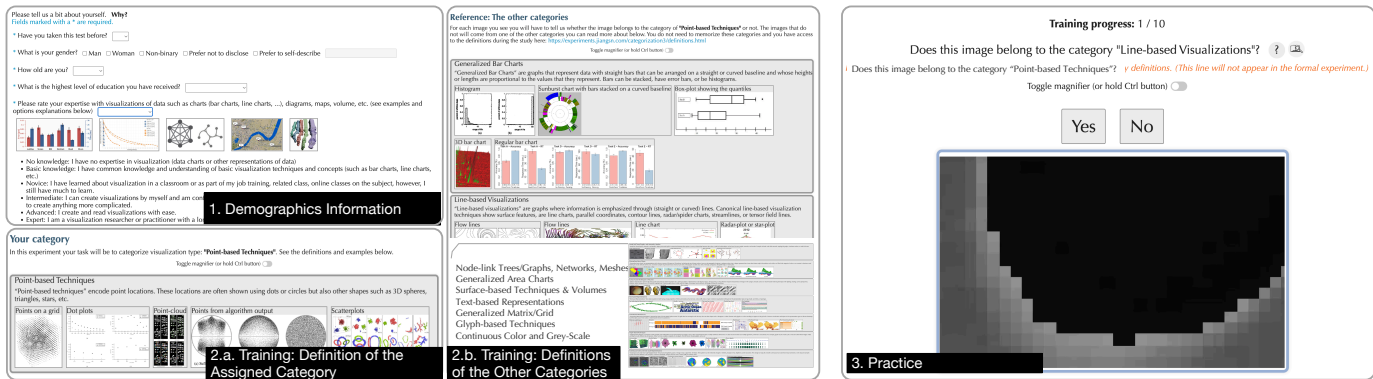 Please tell us a bit about yourself. Why?
Fields marked with a * are required.
* Have you taken this test before?
* What is your gender? Man Woman Non-binary Prefer not to disclose Prefer to self-describe
* How old are you?
* What is the highest level of education you have received?
* Please rate your expertise with visualizations of data such as charts (bar charts, line charts, ...), diagrams, maps, volume, etc. (see examples and
options explanations below)
• No knowledge: I have no expertise in visualization (data charts or other representations of data)
• Basic knowledge: I have common knowledge and understanding of basic visualization techniques and concepts (such as bar charts, line charts,
etc.)
• Novice: I have learned about visualization in a classroom or as part of my job training, related class, online classes on the subject, however, I
still have much to learn.
• Intermediate: I can create visualizations by myself and am
to create anything more complicated.
• Advanced: I create and read visualizations with ease.
• Expert: I am a visualization researcher or practitioner with a
1. Demographics Information
Your category
In this experiment your task will be to categorize visualization type: "Point-based Techniques". See the definitions and examples below.
Toggle magnifier (or hold Ctrl button)
Point-based Techniques
"Point-based techniques" encode point locations. These locations are often shown using dots or circles but also other shapes such as 3D spheres,
triangles, stars, etc.
Points on a grid Dot plots Point-cloud Points from algorithm output Scatterplots
2.a. Training: Definition of the
Assigned Category
Reference: The other categories
For each image you see you will have to tell us whether the image belongs to the category of "Point-based Techniques" or not. The images that do
not will come from one of the other categories you can read more about below. You do not need to memorize these categories and you have access
to the definitions during the study here: https://experiments.jiangsn.com/categorization3/definitions.html
Toggle magnifier (or hold Ctrl button)
Generalized Bar Charts
"Generalized Bar Charts" are graphs that represent data with straight bars that can be arranged on a straight or curved baseline and whose heights
or lengths are proportional to the values that they represent. Bars can be stacked, have error bars, or be histograms.
Histogram Sunburst chart with bars stacked on a curved baseline Box-plot showing the quantiles
3D bar chart Regular bar chart
Line-based Visualizations
"Line-based visualizations" are graphs where information is emphasized through (straight or curved) lines. Canonical line-based visualization
techniques show surface features, are line charts, parallel coordinates, contour lines, radar/spider charts, streamlines, or tensor field lines.
Flow lines Flow lines Line chart Radar-plot or star-plot
Node-link Trees/Graphs, Networks, Meshes
Generalized Area Charts
Surface-based Techniques & Volumes
Text-based Representations
Generalized Matrix/Grid
Glyph-based Techniques
Continuous Color and Grey-Scale
2.b. Training: Definitions
of the Other Categories
Training progress: 1 / 10
Does this image belong to the category "Line-based Visualizations"? ?
Does this image belong to the category "Point-based Techniques"? y definitions. (This line will not appear in the formal experiment.)
Toggle magnifier (or hold Ctrl button)
Yes No
3. Practice